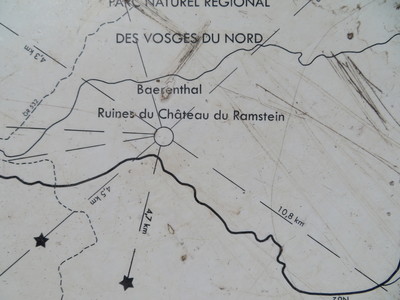 PARC NATUREL REGIONAL
DES VOSGES DU NORD
4,3 km
Baerenthal
Ruines du Château du Ramstein
4,5 km
4,7 km
10,8 km